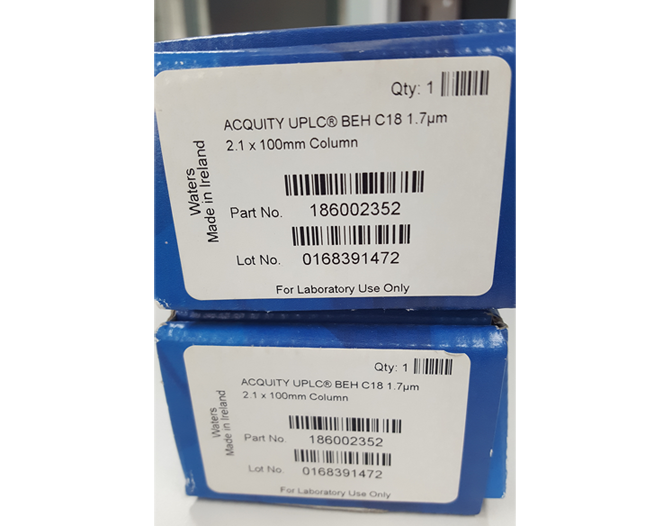 Qty: 1
ACQUITY UPLC® BEH C18 1.7µm
2.1 x 100mm Column
Waters
Made in Ireland
Part No. 186002352
Lot No. 0168391472
For Laboratory Use Only
Qty: 1
ACQUITY UPLC® BEH C18 1.7µm
2.1 x 100mm Column
Waters
Made in Ireland
Part No. 186002352
Lot No. 0168391472
For Laboratory Use Only